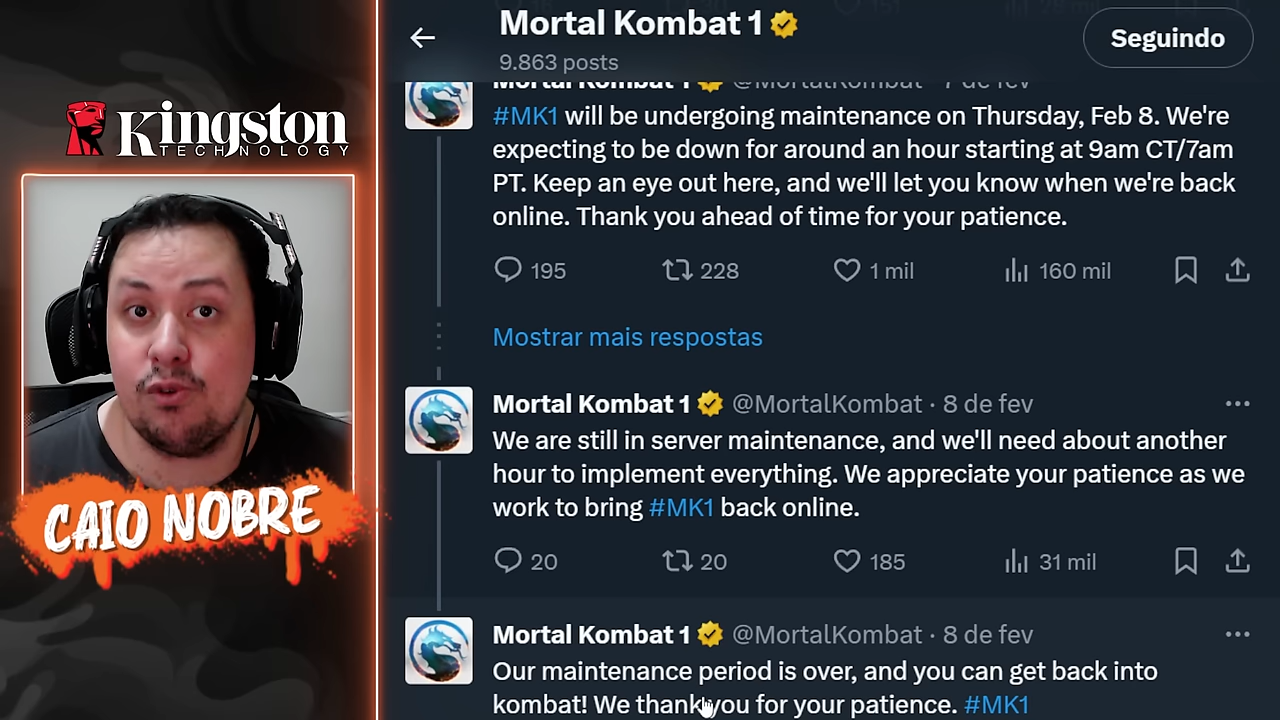 Kingston
TECHNOLOGY
CAIO NOBRE
Mortal Kombat 1
9.863 posts
Seguindo
Mortal Kombat 1 @MortalKombat · 7 de fev
#MK1 will be undergoing maintenance on Thursday, Feb 8. We're
expecting to be down for around an hour starting at 9am CT/7am
PT. Keep an eye out here, and we'll let you know when we're back
online. Thank you ahead of time for your patience.
195 228 1 mil 160 mil
Mostrar mais respostas
Mortal Kombat 1 @MortalKombat · 8 de fev
We are still in server maintenance, and we'll need about another
hour to implement everything. We appreciate your patience as we
work to bring #MK1 back online.
20 20 185 31 mil
Mortal Kombat 1 @MortalKombat · 8 de fev
Our maintenance period is over, and you can get back into
kombat! We thank you for your patience. #MK1